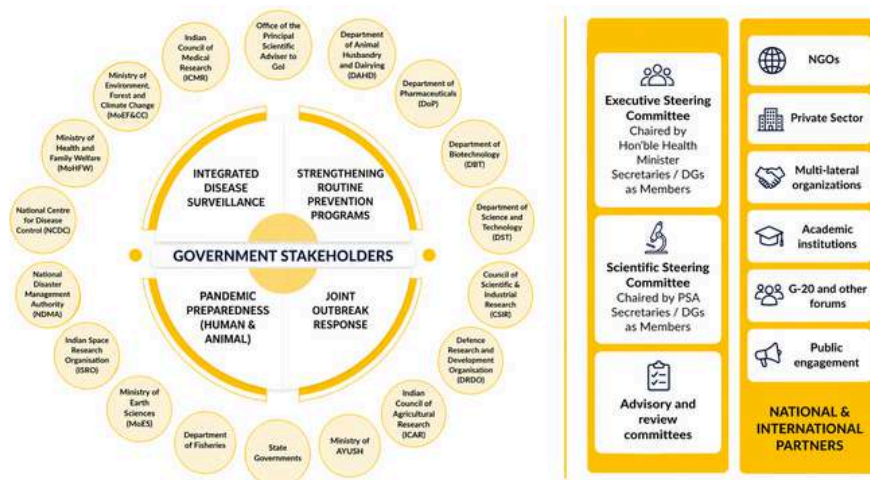 Office of the
Principal
Scientific
Adviser to
GoI
Department
of Animal
Husbandry
and Dairying
(DAHD)
Department of
Pharmaceuticals
(DoP)
Department of
Biotechnology
(DBT)
Department of
Science and
Technology
(DST)
Council of
Scientific &
Industrial Research
(CSIR)
Defence Research
and Development
Organisation
(DRDO)
Indian
Council of
Agricultural
Research
(ICAR)
Ministry of
AYUSH
State
Governments
Department
of Fisheries
Ministry of
Earth
Sciences
(MoES)
Indian Space
Research
Organisation
(ISRO)
National
Disaster
Management
Authority
(NDMA)
National Centre
for Disease
Control (NCDC)
Ministry of
Health and
Family Welfare
(MoHFW)
Ministry of
Environment,
Forest and
Climate Change
(MoEF&CC)
Indian
Council of
Medical
Research
(ICMR)
INTEGRATED
DISEASE
SURVEILLANCE
STRENGTHENING
ROUTINE
PREVENTION
PROGRAMS
GOVERNMENT STAKEHOLDERS
PANDEMIC
PREPAREDNESS
(HUMAN &
ANIMAL)
JOINT
OUTBREAK
RESPONSE
Executive Steering
Committee
Chaired by
Hon'ble Health
Minister
Secretaries / DGs
as Members
Scientific Steering
Committee
Chaired by PSA
Secretaries / DGs
as Members
Advisory and
review
committees
NGOs
Private Sector
Multi-lateral
organizations
Academic
institutions
G-20 and other
forums
Public
engagement
NATIONAL &
INTERNATIONAL
PARTNERS